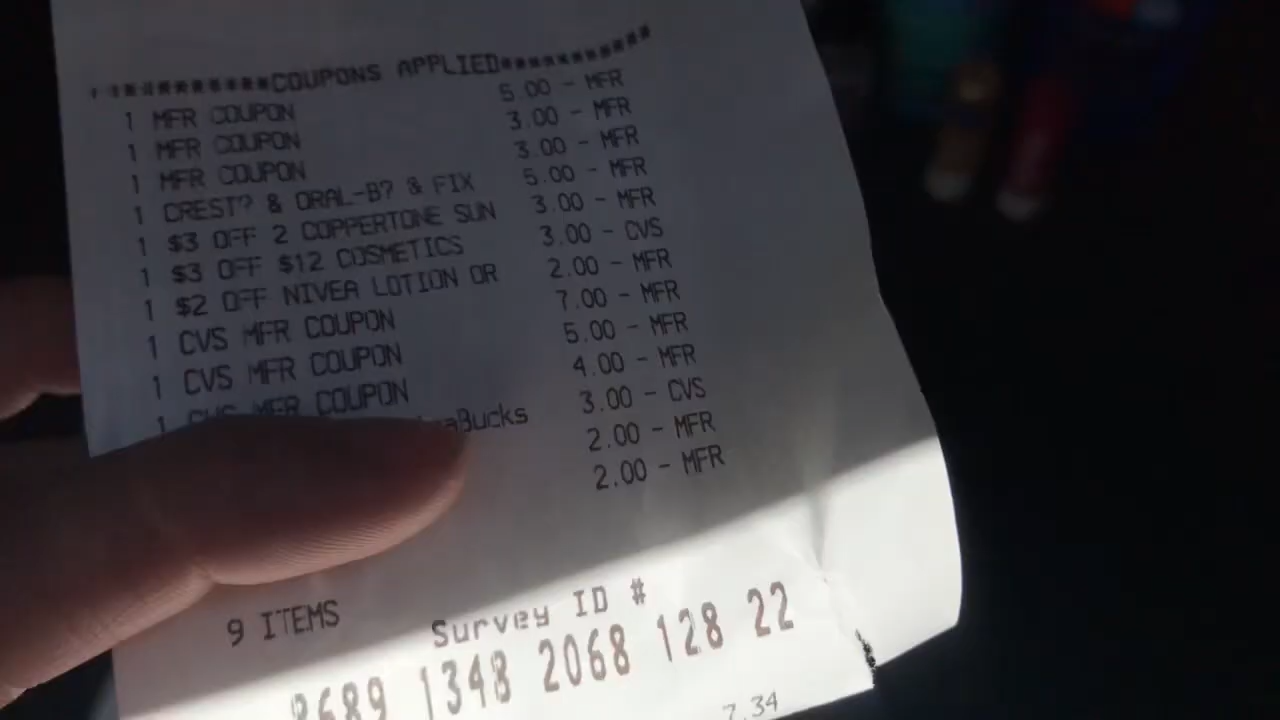 **********COUPONS APPLIED**********
1 MFR COUPON 5.00 - MFR
1 MFR COUPON 3.00 - MFR
1 MFR COUPON 3.00 - MFR
1 CREST? & ORAL-B? & FIX 5.00 - MFR
1 $3 OFF 2 COPPERTONE SUN 3.00 - MFR
1 $3 OFF $12 COSMETICS 3.00 - CVS
1 $2 OFF NIVEA LOTION OR 2.00 - MFR
1 CVS MFR COUPON 7.00 - MFR
1 CVS MFR COUPON 5.00 - MFR
1 CVS MFR COUPON 4.00 - MFR
aBucks 3.00 - CVS
2.00 - MFR
2.00 - MFR
9 ITEMS
Survey ID #
8689 1348 2068 128 22
7.34